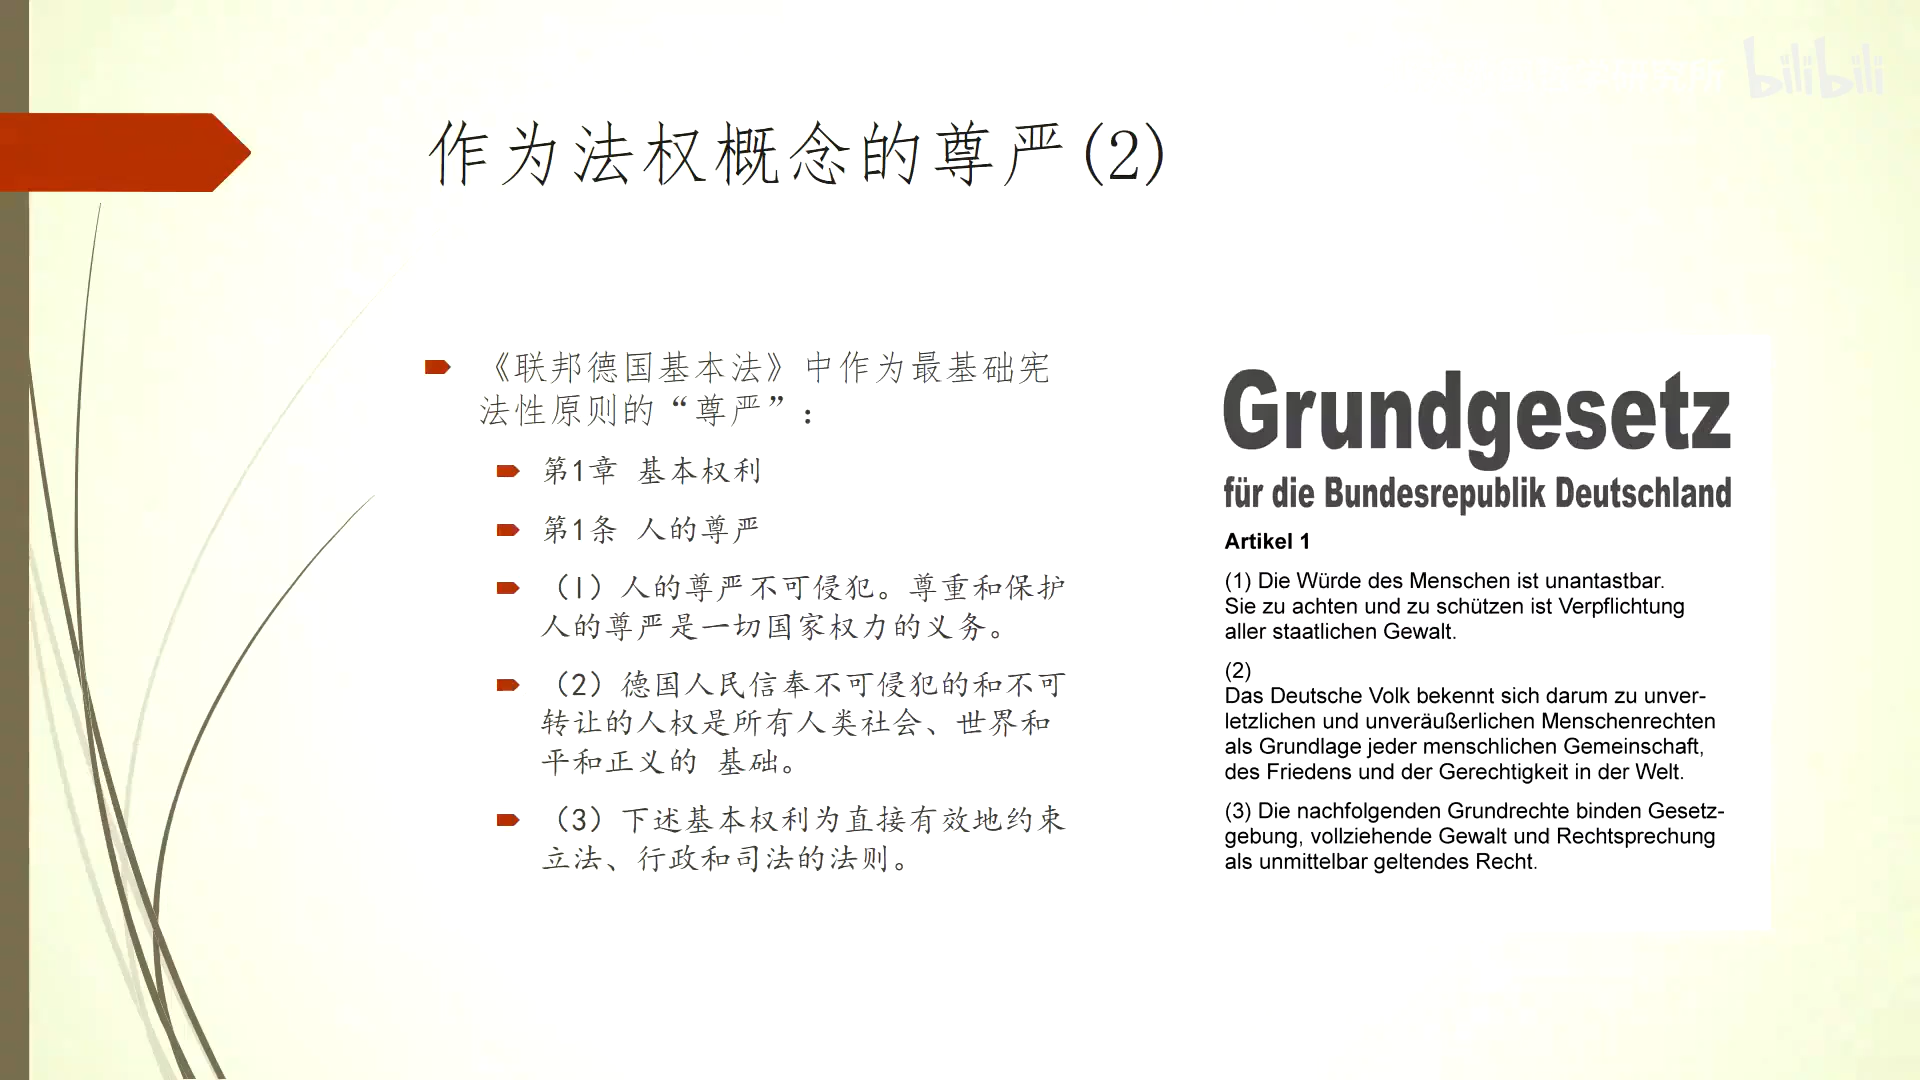 bilibili
作为法权概念的尊严(2)
《联邦德国基本法》中作为最基础宪
法性原则的“尊严”：
第1章 基本权利
第1条 人的尊严
（1）人的尊严不可侵犯。尊重和保护
人的尊严是一切国家权力的义务。
（2）德国人民信奉不可侵犯的和不可
转让的人权是所有人类社会、世界和
平和正义的 基础。
（3）下述基本权利为直接有效地约束
立法、行政和司法的法则。
Grundgesetz
für die Bundesrepublik Deutschland
Artikel 1
(1) Die Würde des Menschen ist unantastbar.
Sie zu achten und zu schützen ist Verpflichtung
aller staatlichen Gewalt.
(2)
Das Deutsche Volk bekennt sich darum zu unver-
letzlichen und unveräußerlichen Menschenrechten
als Grundlage jeder menschlichen Gemeinschaft,
des Friedens und der Gerechtigkeit in der Welt.
(3) Die nachfolgenden Grundrechte binden Gesetz-
gebung, vollziehende Gewalt und Rechtsprechung
als unmittelbar geltendes Recht.